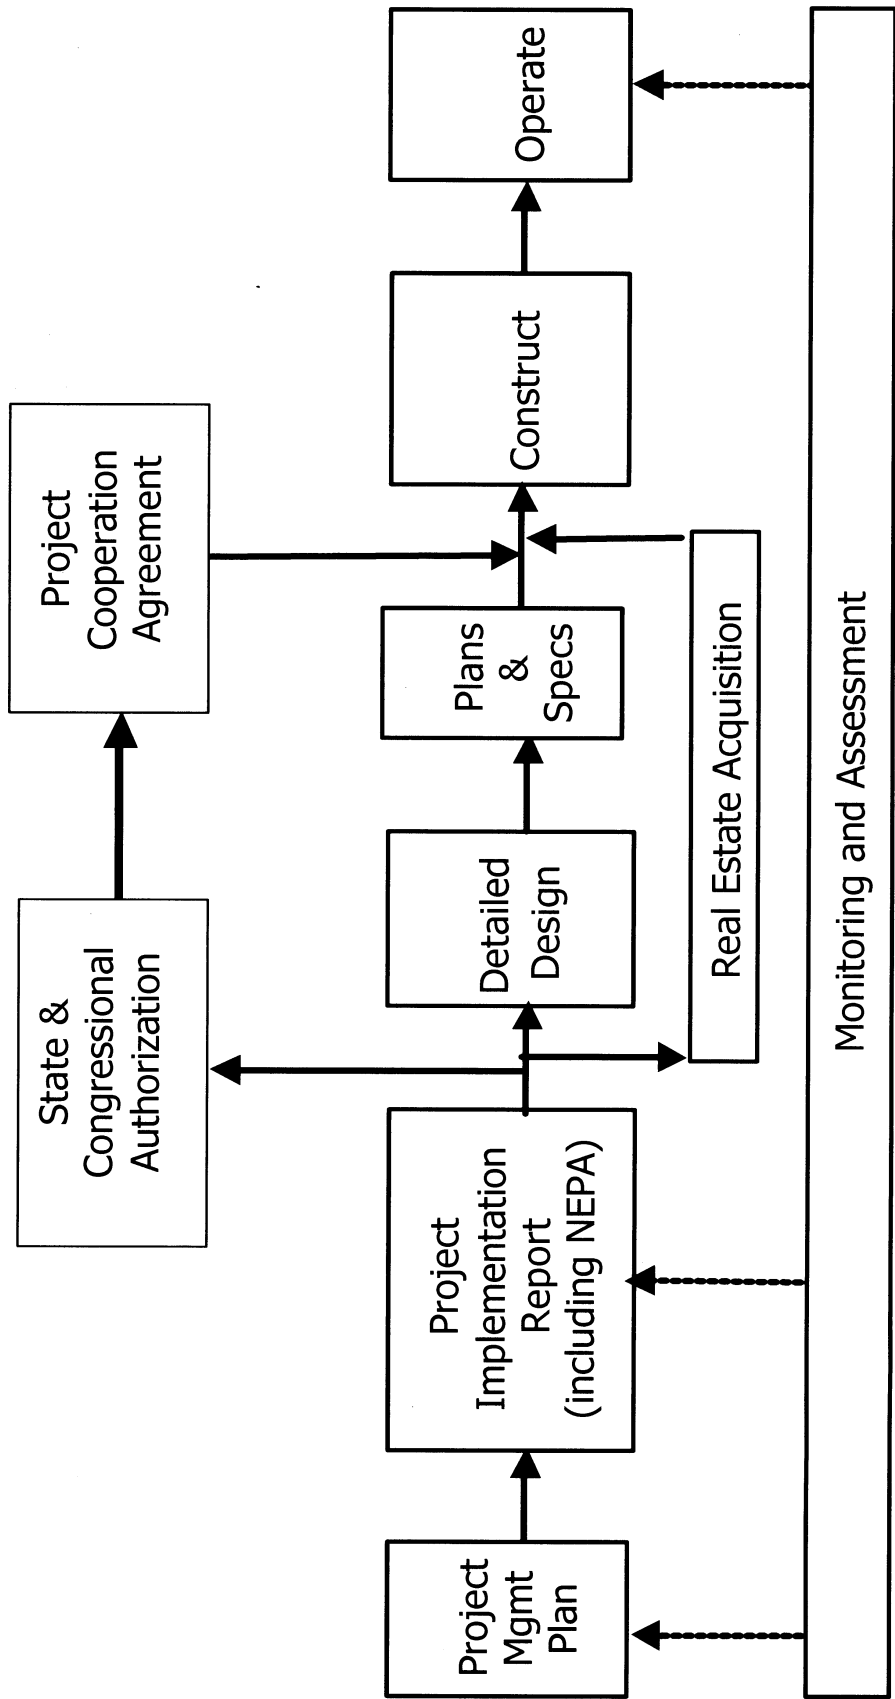 State &
Congressional
Authorization
Project
Cooperation
Agreement
Project
Mgmt
Plan
Project
Implementation
Report
(including NEPA)
Detailed
Design
Plans
&
Specs
Construct
Operate
Real Estate Acquisition
Monitoring and Assessment